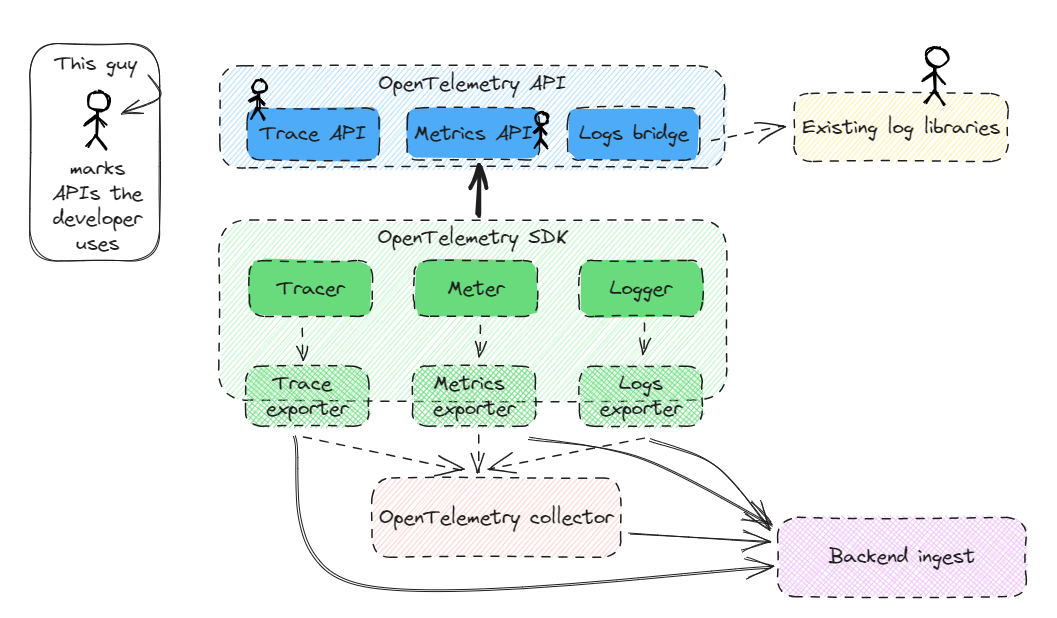 This guy
marks
APIs the
developer
uses
OpenTelemetry API
Trace API
Metrics API
Logs bridge
Existing log libraries
OpenTelemetry SDK
Tracer
Meter
Logger
Trace
exporter
Metrics
exporter
Logs
exporter
OpenTelemetry collector
Backend ingest